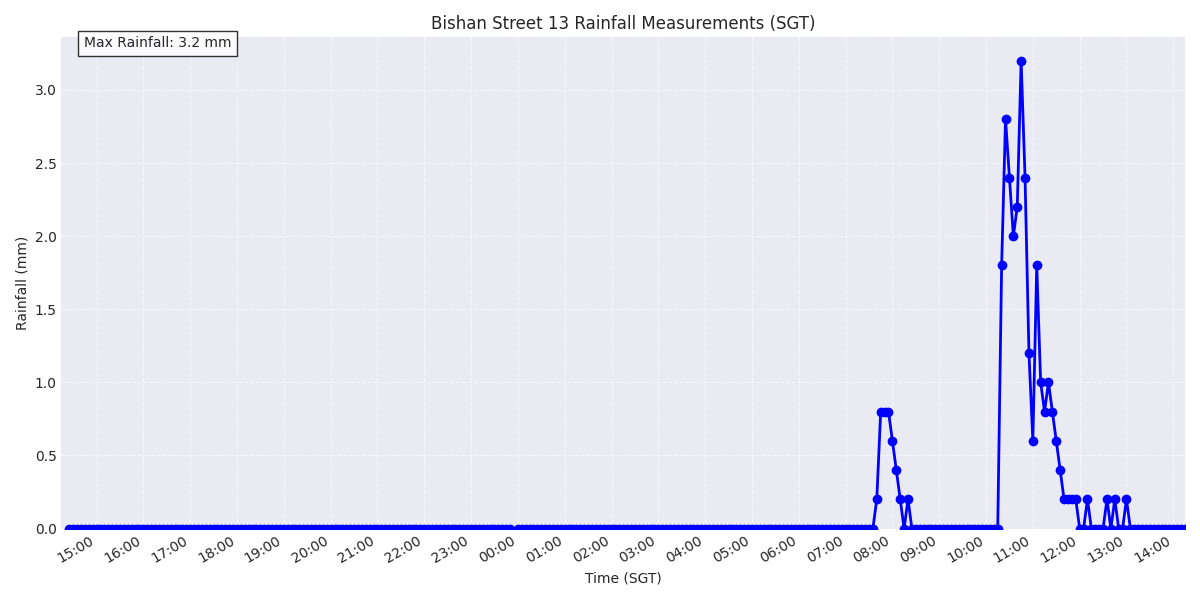 Bishan Street 13 Rainfall Measurements (SGT)
Max Rainfall: 3.2 mm
Rainfall (mm)
3.0
2.5
2.0
1.5
1.0
0.5
0.0
15:00 16:00 17:00 18:00 19:00 20:00 21:00 22:00 23:00 00:00 01:00 02:00 03:00 04:00 05:00 06:00 07:00 08:00 09:00 10:00 11:00 12:00 13:00 14:00
Time (SGT)